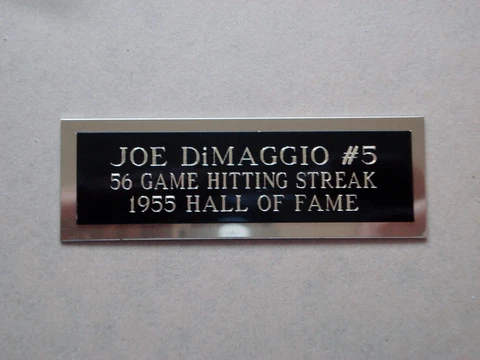 JOE DiMAGGIO #5
56 GAME HITTING STREAK
1955 HALL OF FAME